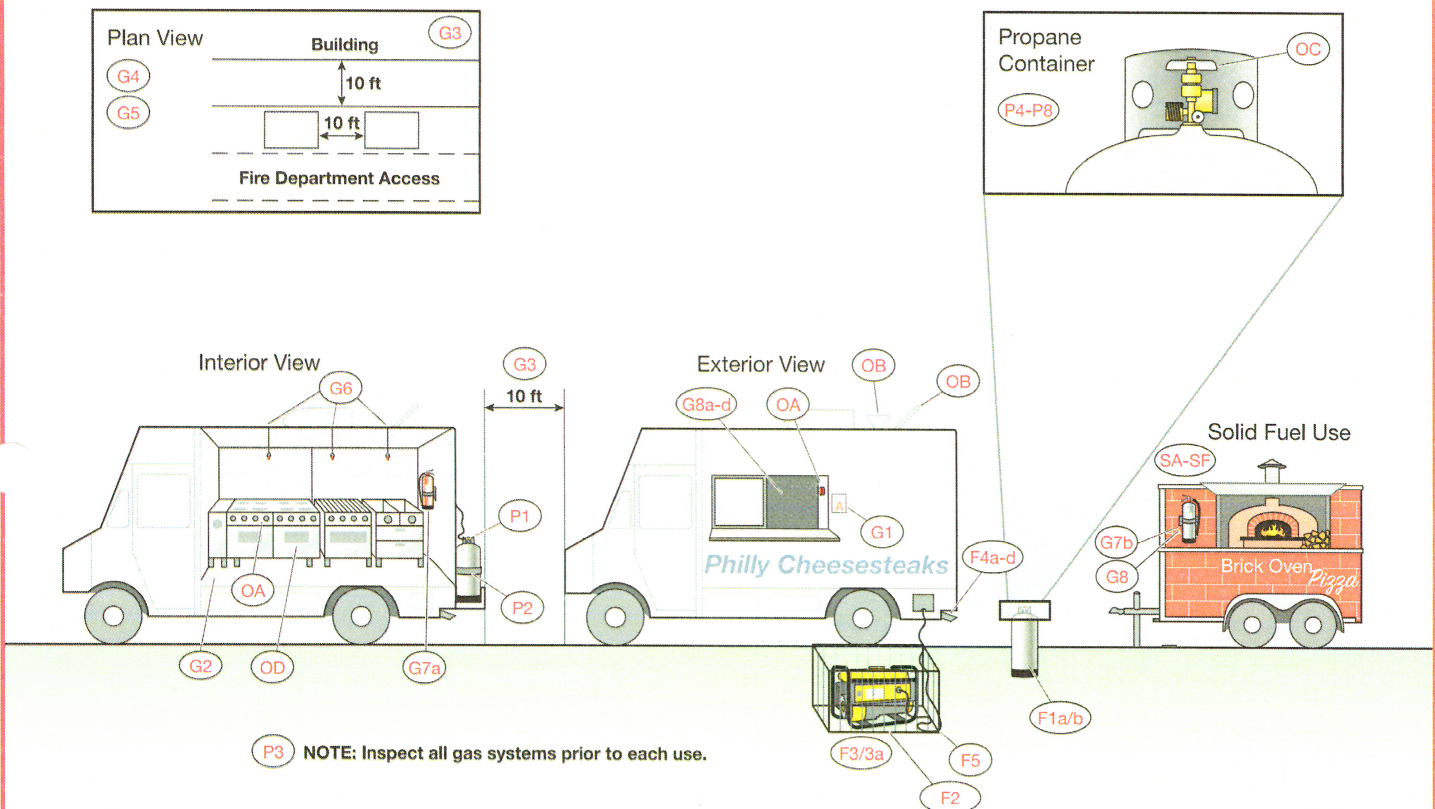 Plan View
G3
Building
G4
10 ft
G5
10 ft
Fire Department Access
Propane
Container
OC
P4-P8
Interior View
G6
G3
10 ft
Exterior View
OB
OB
G8a-d
OA
Solid Fuel Use
SA-SF
P1
A
G1
G7b
Philly Cheesesteaks
F4a-d
G8
Brick Oven
Pizza
OA
P2
G2
OD
G7a
F1a/b
P3 NOTE: Inspect all gas systems prior to each use.
F3/3a
F5
F2